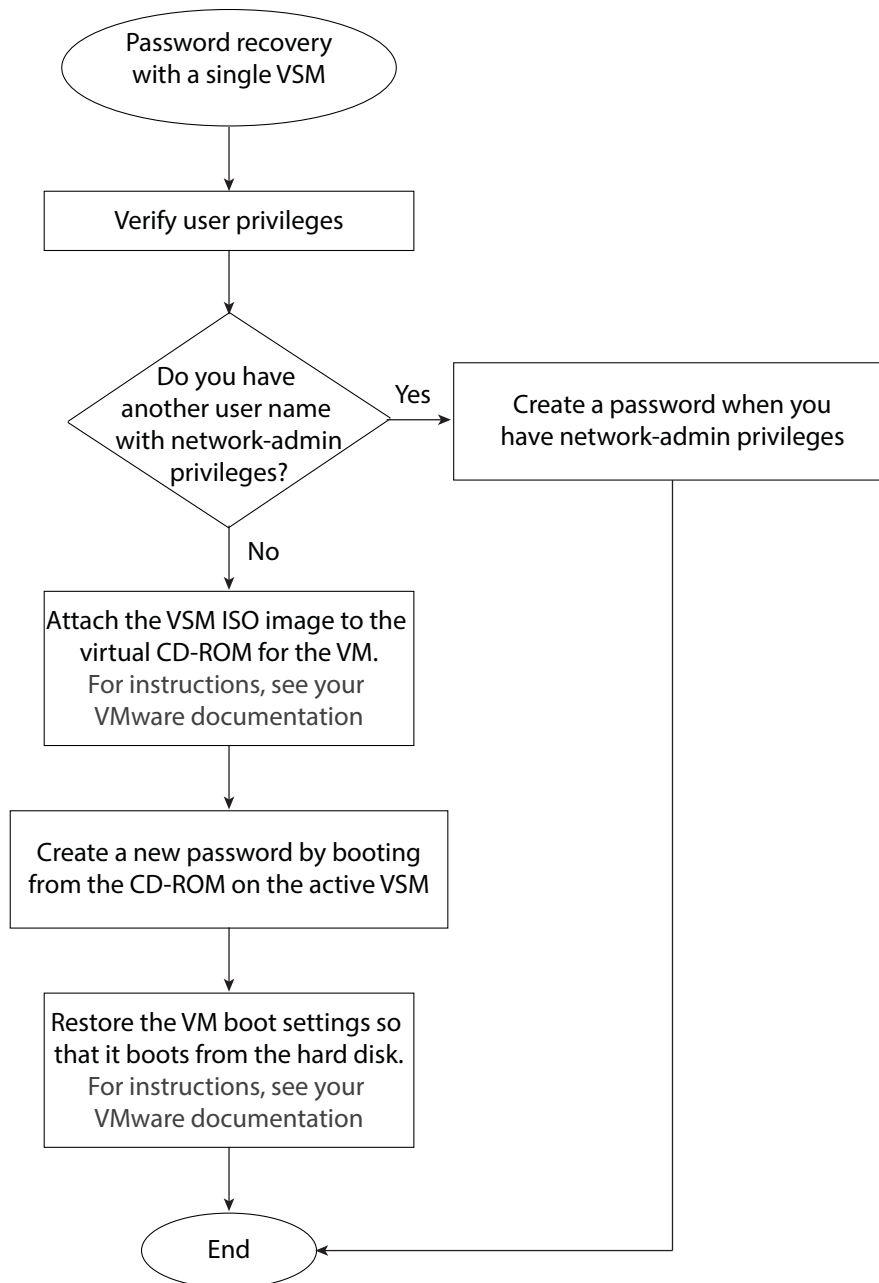 Password recovery
with a single VSM
Verify user privileges
Do you have
another user name
with network-admin
privileges?
Yes
Create a password when you
have network-admin privileges
No
Attach the VSM ISO image to the
virtual CD-ROM for the VM.
For instructions, see your
VMware documentation
Create a new password by booting
from the CD-ROM on the active VSM
Restore the VM boot settings so
that it boots from the hard disk.
For instructions, see your
VMware documentation
End